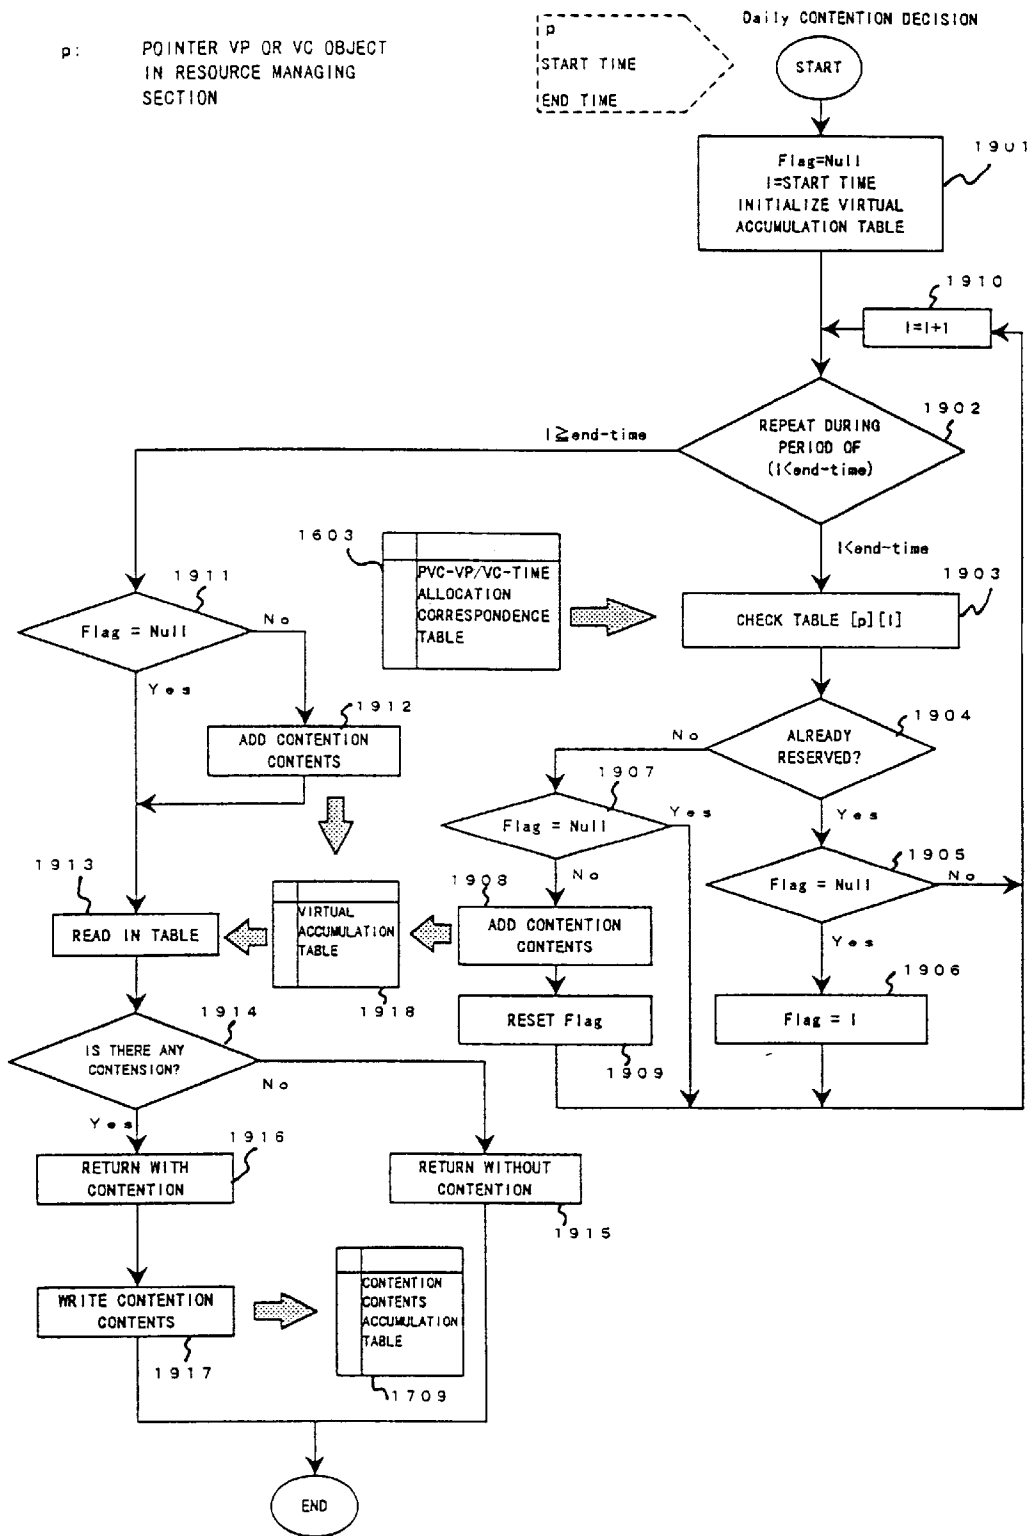 Daily CONTENTION DECISION
p: POINTER VP OR VC OBJECT
IN RESOURCE MANAGING
SECTION
p
START TIME
END TIME
START
1901
Flag=Null
I=START TIME
INITIALIZE VIRTUAL
ACCUMULATION TABLE
1910
I=I+1
1902
REPEAT DURING
PERIOD OF
(I<end-time)
I≧end-time
I<end-time
1603
PVC-VP/VC-TIME
ALLOCATION
CORRESPONDENCE
TABLE
1903
CHECK TABLE [p][I]
1911
Flag = Null
No
Yes
1912
ADD CONTENTION
CONTENTS
1904
ALREADY
RESERVED?
No
Yes
1907
Flag = Null
Yes
No
1905
Flag = Null
No
Yes
1913
READ IN TABLE
VIRTUAL
ACCUMULATION
TABLE
1918
1908
ADD CONTENTION
CONTENTS
1906
Flag = I
RESET Flag
1909
1914
IS THERE ANY
CONTENSION?
No
Yes
1916
RETURN WITH
CONTENTION
RETURN WITHOUT
CONTENTION
1915
WRITE CONTENTION
CONTENTS
1917
CONTENTION
CONTENTS
ACCUMULATION
TABLE
1709
END